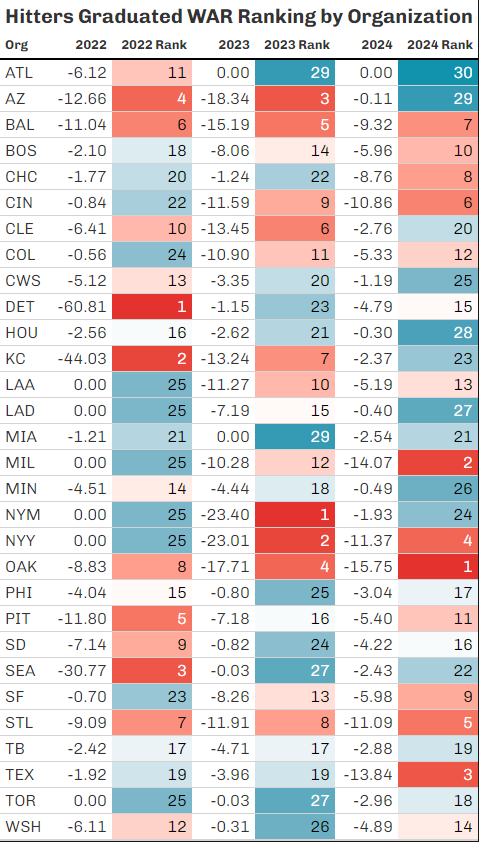 Hitters Graduated WAR Ranking by Organization
Org 2022 2022 Rank 2023 2023 Rank 2024 2024 Rank
ATL -6.12 11 0.00 29 0.00 30
AZ -12.66 4 -18.34 3 -0.11 29
BAL -11.04 6 -15.19 5 -9.32 7
BOS -2.10 18 -8.06 14 -5.96 10
CHC -1.77 20 -1.24 22 -8.76 8
CIN -0.84 22 -11.59 9 -10.86 6
CLE -6.41 10 -13.45 6 -2.76 20
COL -0.56 24 -10.90 11 -5.33 12
CWS -5.12 13 -3.35 20 -1.19 25
DET -60.81 1 -1.15 23 -4.79 15
HOU -2.56 16 -2.62 21 -0.30 28
KC -44.03 2 -13.24 7 -2.37 23
LAA 0.00 25 -11.27 10 -5.19 13
LAD 0.00 25 -7.19 15 -0.40 27
MIA -1.21 21 0.00 29 -2.54 21
MIL 0.00 25 -10.28 12 -14.07 2
MIN -4.51 14 -4.44 18 -0.49 26
NYM 0.00 25 -23.40 1 -1.93 24
NYY 0.00 25 -23.01 2 -11.37 4
OAK -8.83 8 -17.71 4 -15.75 1
PHI -4.04 15 -0.80 25 -3.04 17
PIT -11.80 5 -7.18 16 -5.40 11
SD -7.14 9 -0.82 24 -4.22 16
SEA -30.77 3 -0.03 27 -2.43 22
SF -0.70 23 -8.26 13 -5.98 9
STL -9.09 7 -11.91 8 -11.09 5
TB -2.42 17 -4.71 17 -2.88 19
TEX -1.92 19 -3.96 19 -13.84 3
TOR 0.00 25 -0.03 27 -2.96 18
WSH -6.11 12 -0.31 26 -4.89 14